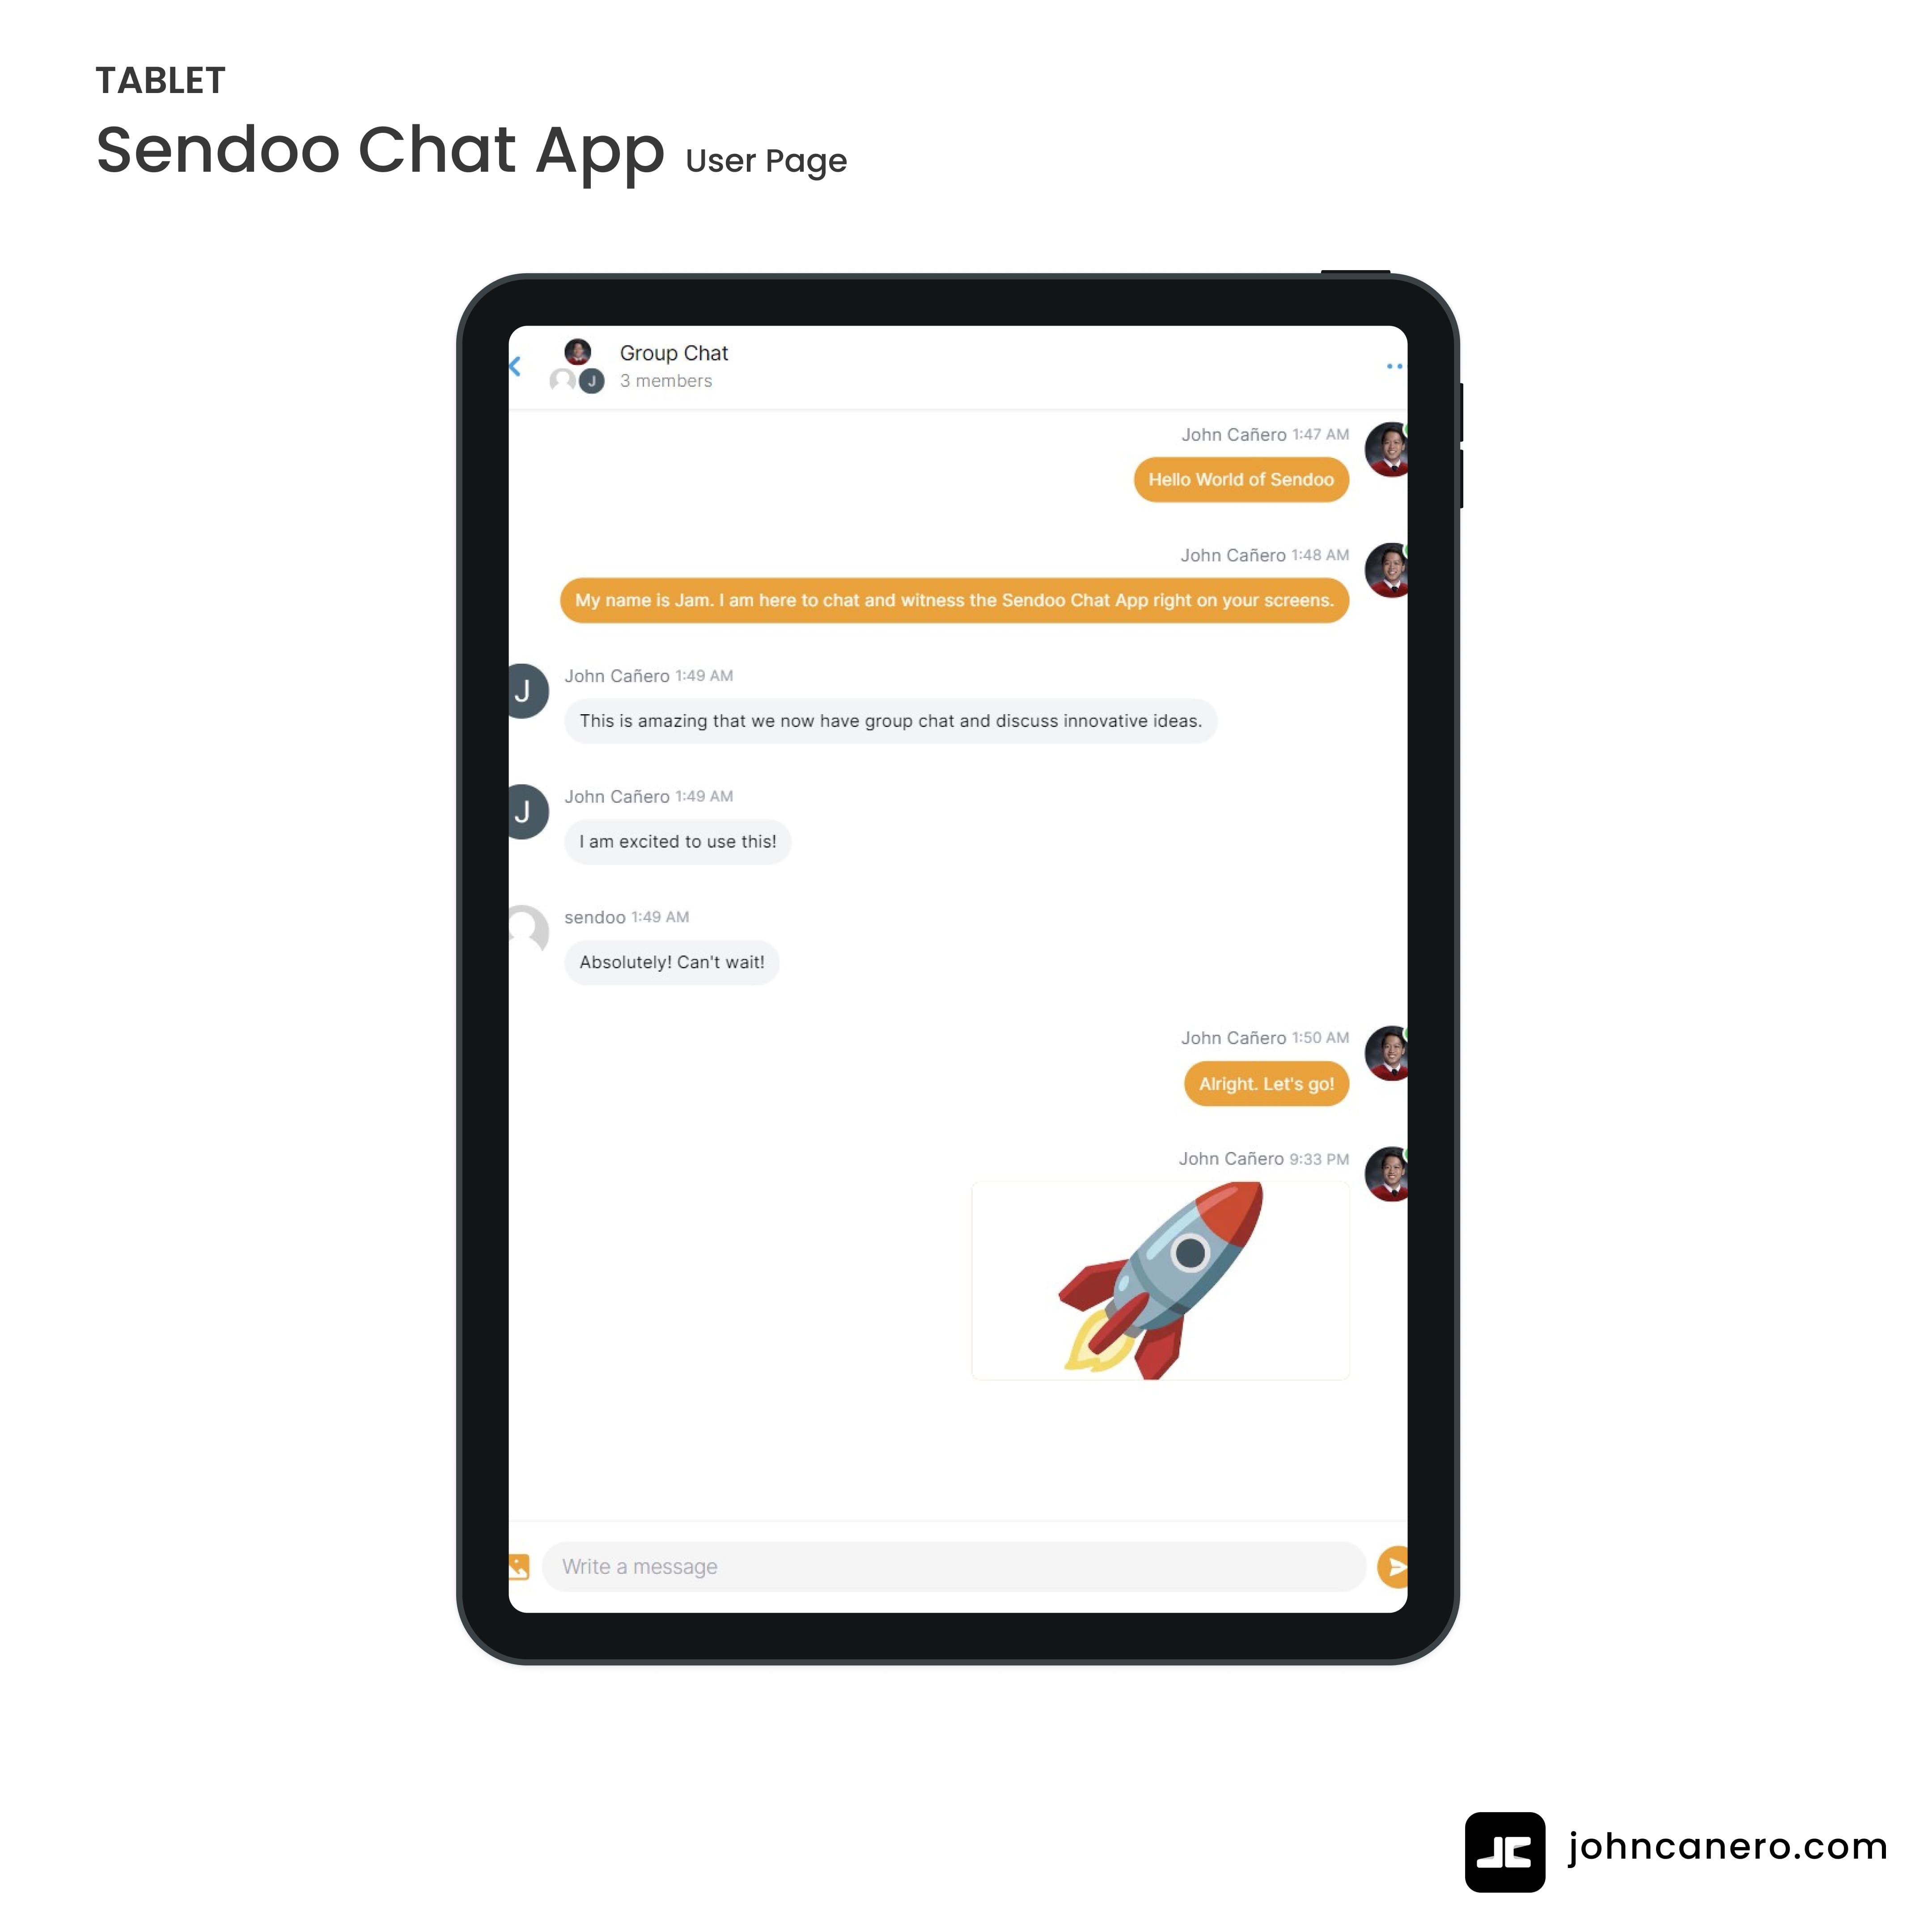 TABLET
Sendoo Chat App User Page
Group Chat
3 members
J
John Cañero 1:47 AM
Hello World of Sendoo
John Cañero 1:48 AM
My name is Jam. I am here to chat and witness the Sendoo Chat App right on your screens.
J
John Cañero 1:49 AM
This is amazing that we now have group chat and discuss innovative ideas.
J
John Cañero 1:49 AM
I am excited to use this!
sendoo 1:49 AM
Absolutely! Can't wait!
John Cañero 1:50 AM
Alright. Let's go!
John Cañero 9:33 PM
Write a message
JC johncanero.com